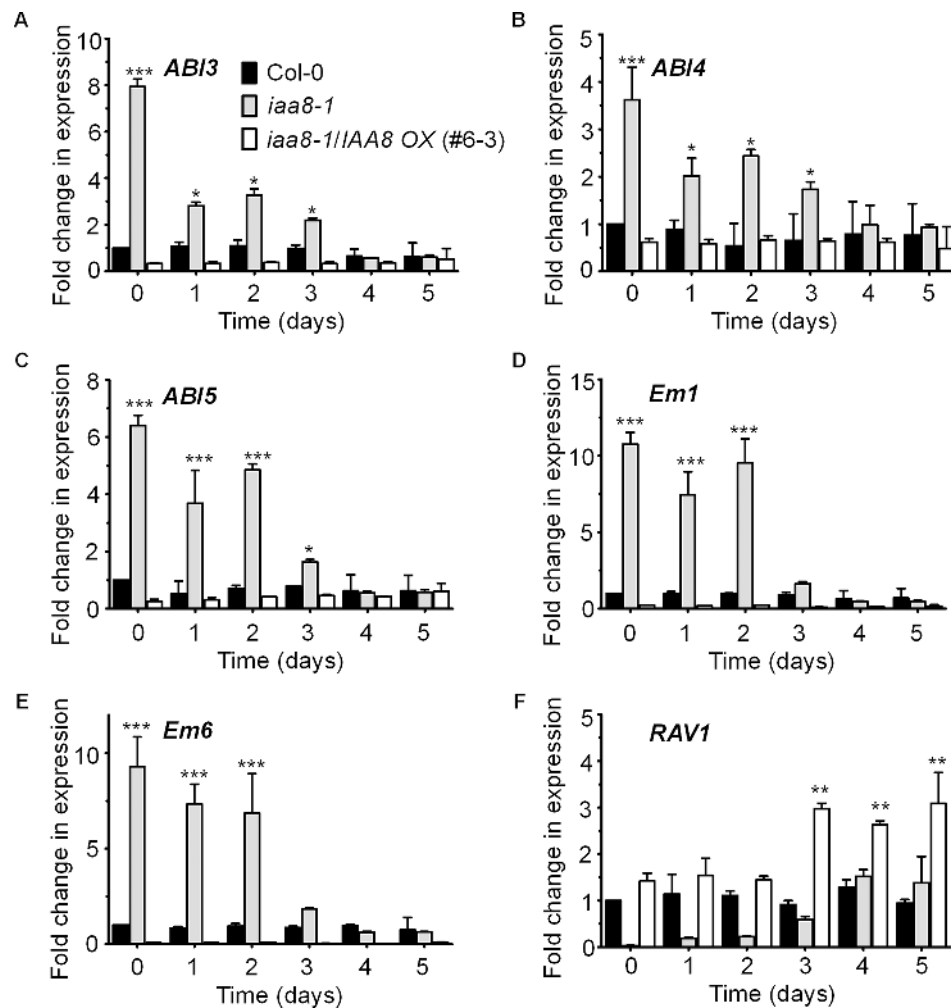 A
ABI3
Col-0
iaa8-1
iaa8-1/IAA8 OX (#6-3)
Fold change in expression
10
8
6
4
2
0
***
*
*
*
0 1 2 3 4 5
Time (days)
B
ABI4
Fold change in expression
5
4
3
2
1
0
***
*
*
*
0 1 2 3 4 5
Time (days)
C
ABI5
Fold change in expression
8
6
4
2
0
***
***
***
*
0 1 2 3 4 5
Time (days)
D
Em1
Fold change in expression
15
10
5
0
***
***
***
0 1 2 3 4 5
Time (days)
E
Em6
Fold change in expression
10
5
0
***
***
***
0 1 2 3 4 5
Time (days)
F
RAV1
Fold change in expression
5
4
3
2
1
0
**
**
**
0 1 2 3 4 5
Time (days)